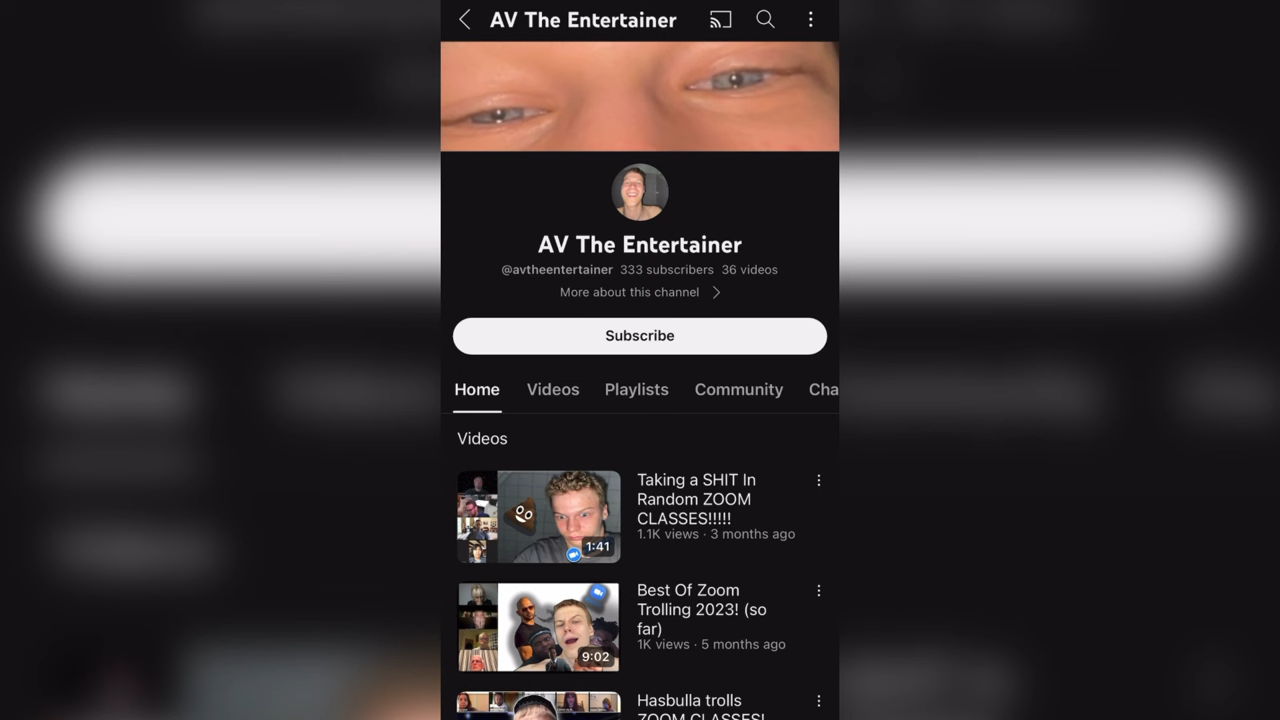 AV The Entertainer
AV The Entertainer
@avtheentertainer 333 subscribers 36 videos
More about this channel
Subscribe
Home Videos Playlists Community Cha
Videos
Taking a SHIT In
Random ZOOM
CLASSES!!!!!
1.1K views · 3 months ago
1:41
Best Of Zoom
Trolling 2023! (so
far)
1K views · 5 months ago
9:02
Hasbulla trolls
ZOOM CLASSES!